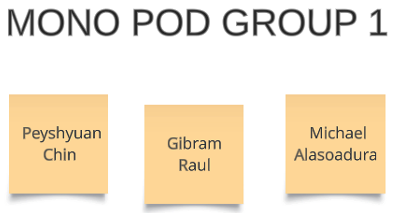 MONO POD GROUP 1
Peyshyuan
Chin
Gibram
Raul
Michael
Alasoadura